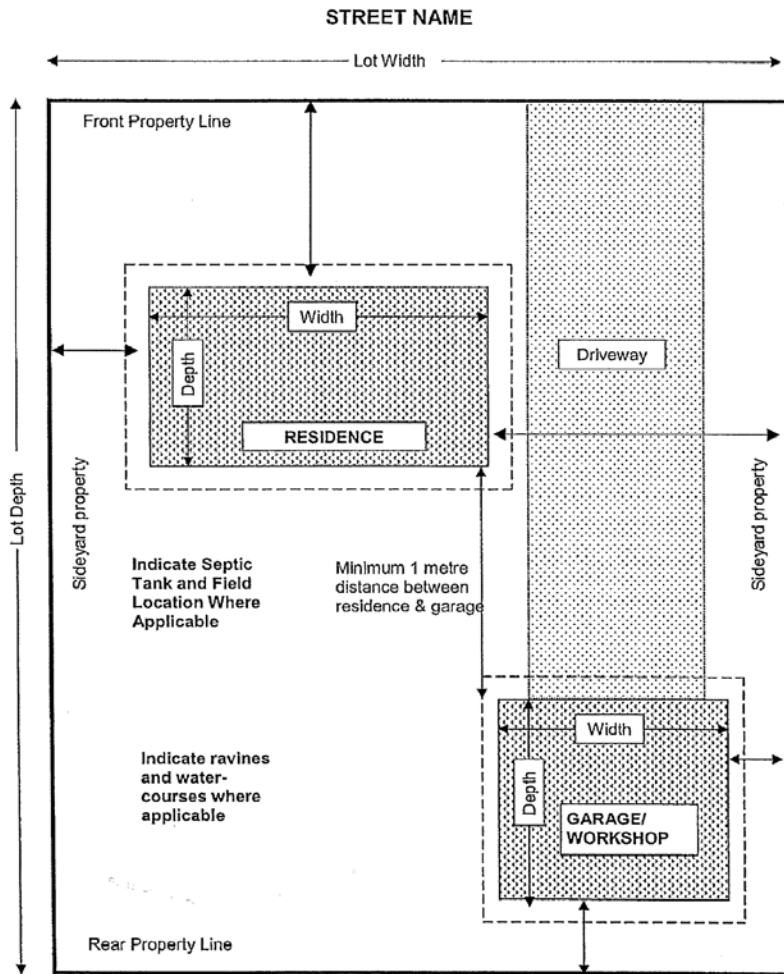 STREET NAME
Lot Width
Front Property Line
Width
Depth
Driveway
RESIDENCE
Lot Depth
Sideyard property
Sideyard property
Indicate Septic
Tank and Field
Location Where
Applicable
Minimum 1 metre
distance between
residence & garage
Indicate ravines
and water-
courses where
applicable
Width
Depth
GARAGE/
WORKSHOP
Rear Property Line